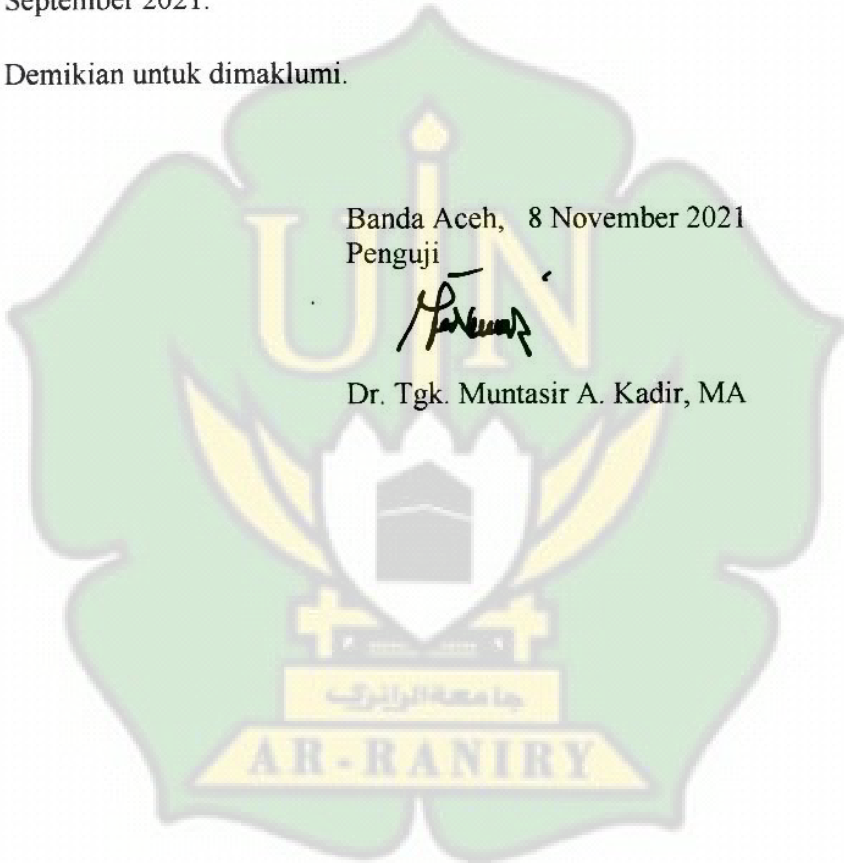 September 2021.
Demikian untuk dimaklumi.
Banda Aceh, 8 November 2021
Penguji
Dr. Tgk. Muntasir A. Kadir, MA
UIN
جامعة الرانري
AR-RANIRY